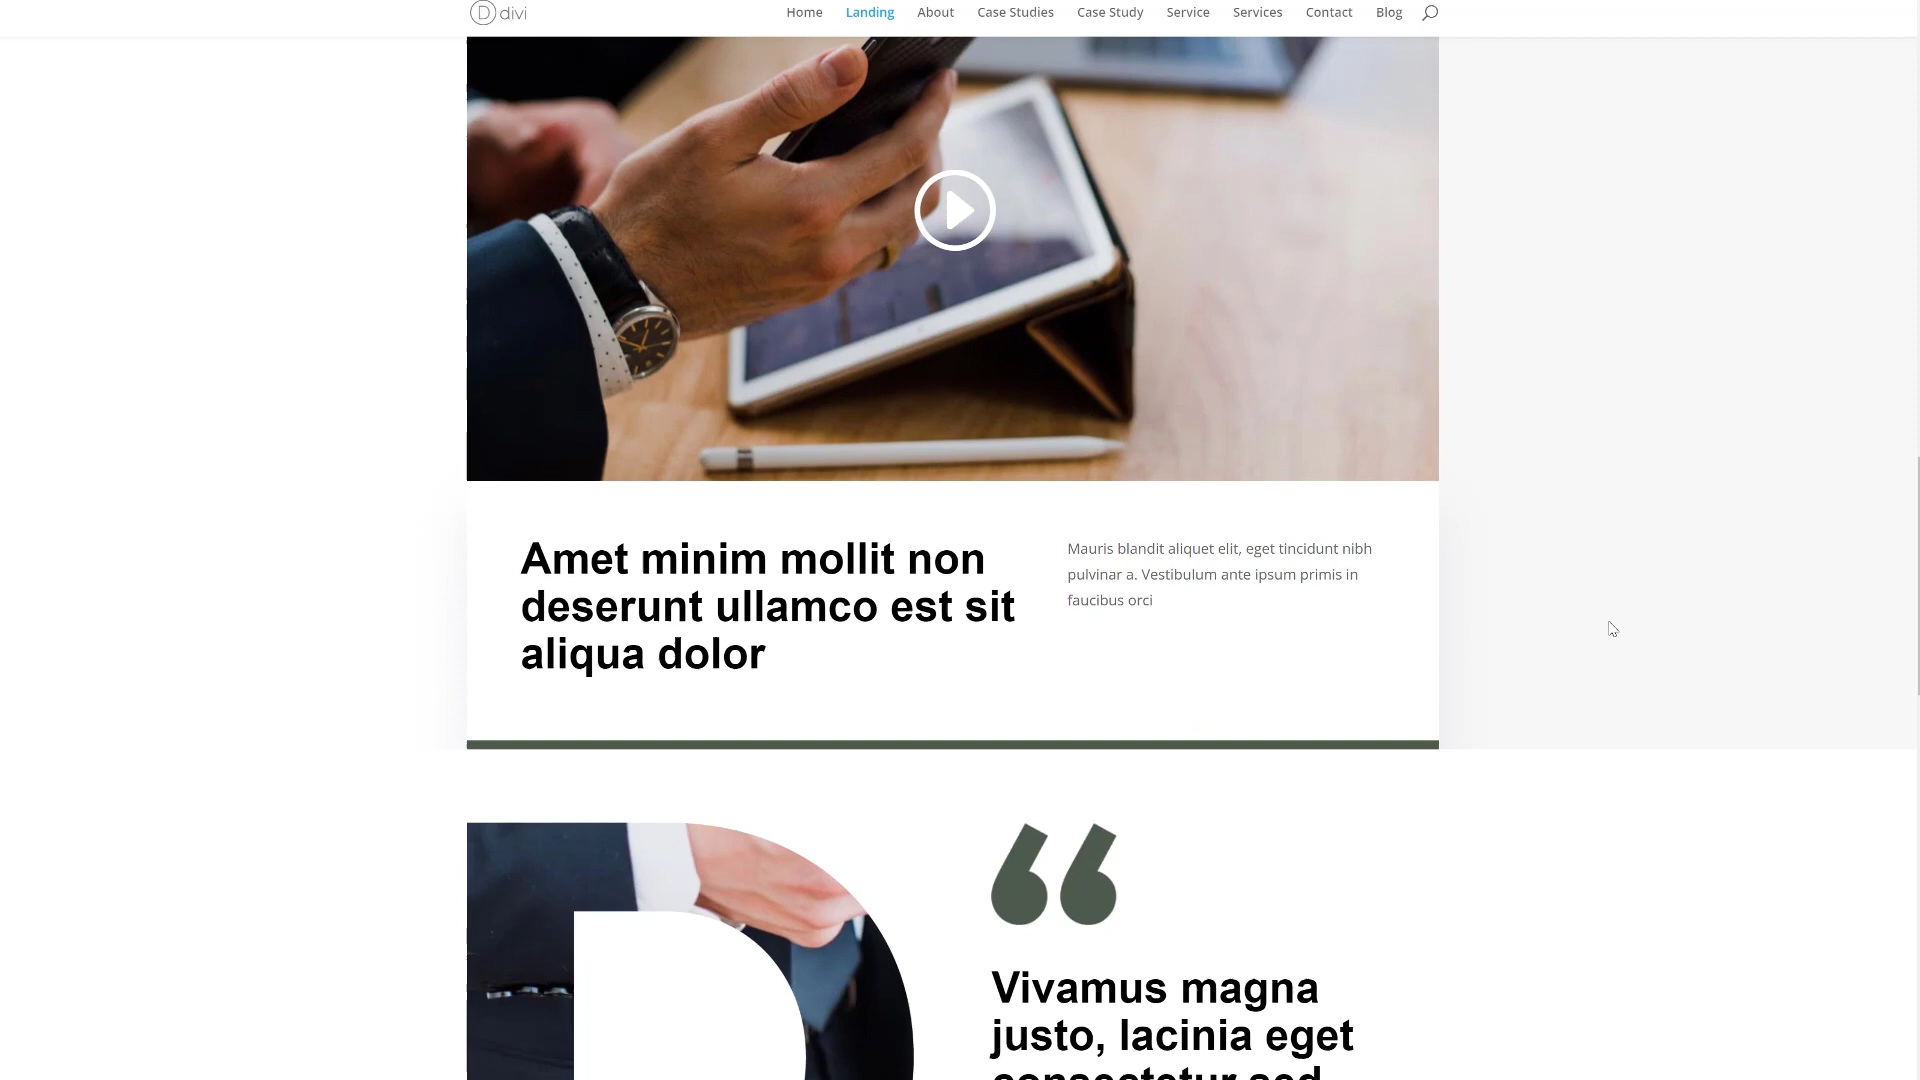 divi
Home Landing About Case Studies Case Study Service Services Contact Blog
Amet minim mollit non
deserunt ullamco est sit
aliqua dolor
Mauris blandit aliquet elit, eget tincidunt nibh
pulvinar a. Vestibulum ante ipsum primis in
faucibus orci
“
Vivamus magna
justo, lacinia eget
consectetur sed